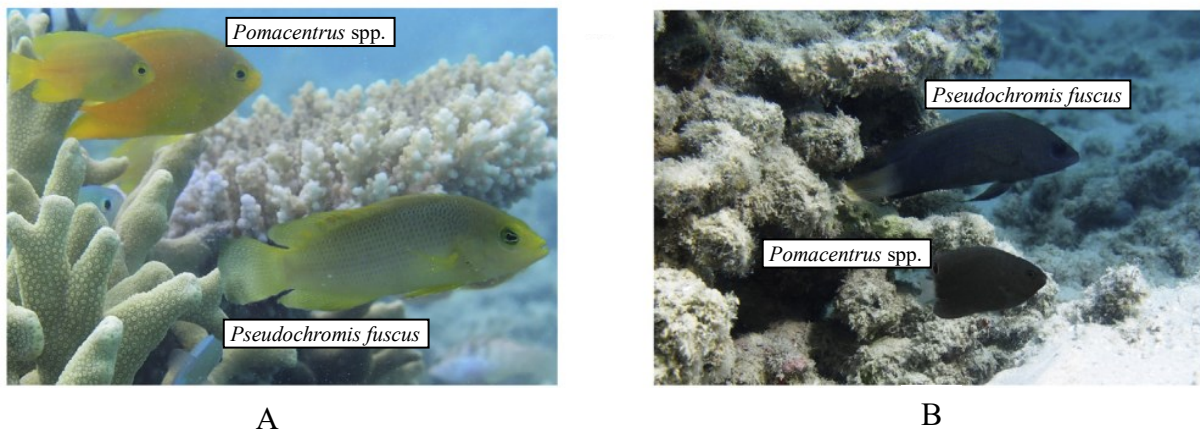 Pomacentrus spp.
Pseudochromis fuscus
Pseudochromis fuscus
Pomacentrus spp.
A
B